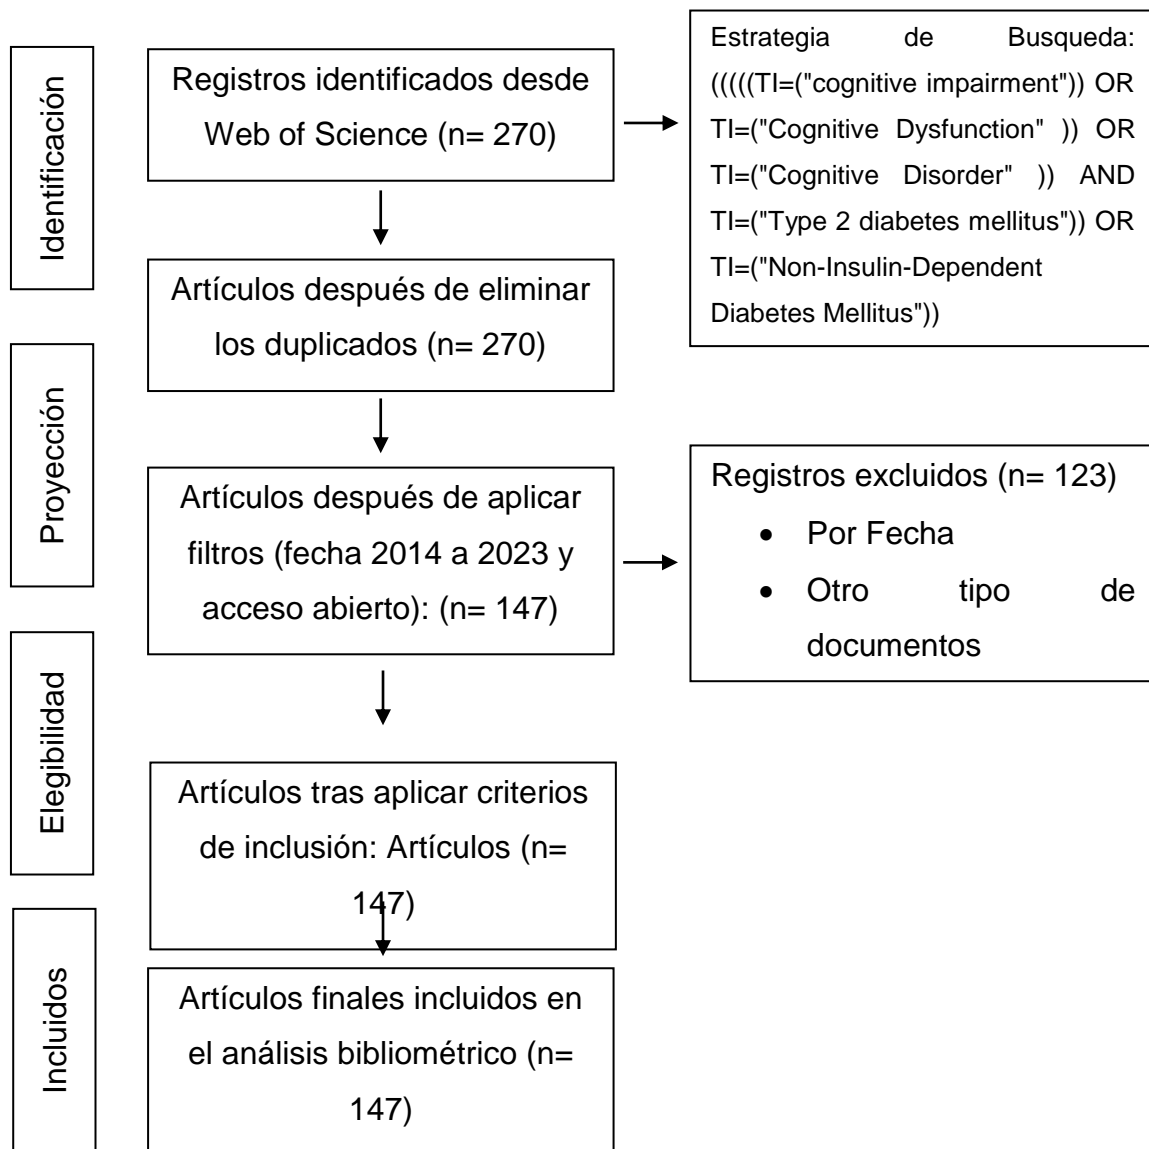 Identificación
Registros identificados desde
Web of Science (n= 270)
Estrategia de Busqueda:
(((((TI=("cognitive impairment")) OR
TI=("Cognitive Dysfunction" )) OR
TI=("Cognitive Disorder" )) AND
TI=("Type 2 diabetes mellitus")) OR
TI=("Non-Insulin-Dependent
Diabetes Mellitus"))
Artículos después de eliminar
los duplicados (n= 270)
Proyección
Artículos después de aplicar
filtros (fecha 2014 a 2023 y
acceso abierto): (n= 147)
Registros excluidos (n= 123)
• Por Fecha
• Otro tipo de
documentos
Elegibilidad
Artículos tras aplicar criterios
de inclusión: Artículos (n=
147)
Incluidos
Artículos finales incluidos en
el análisis bibliométrico (n=
147)